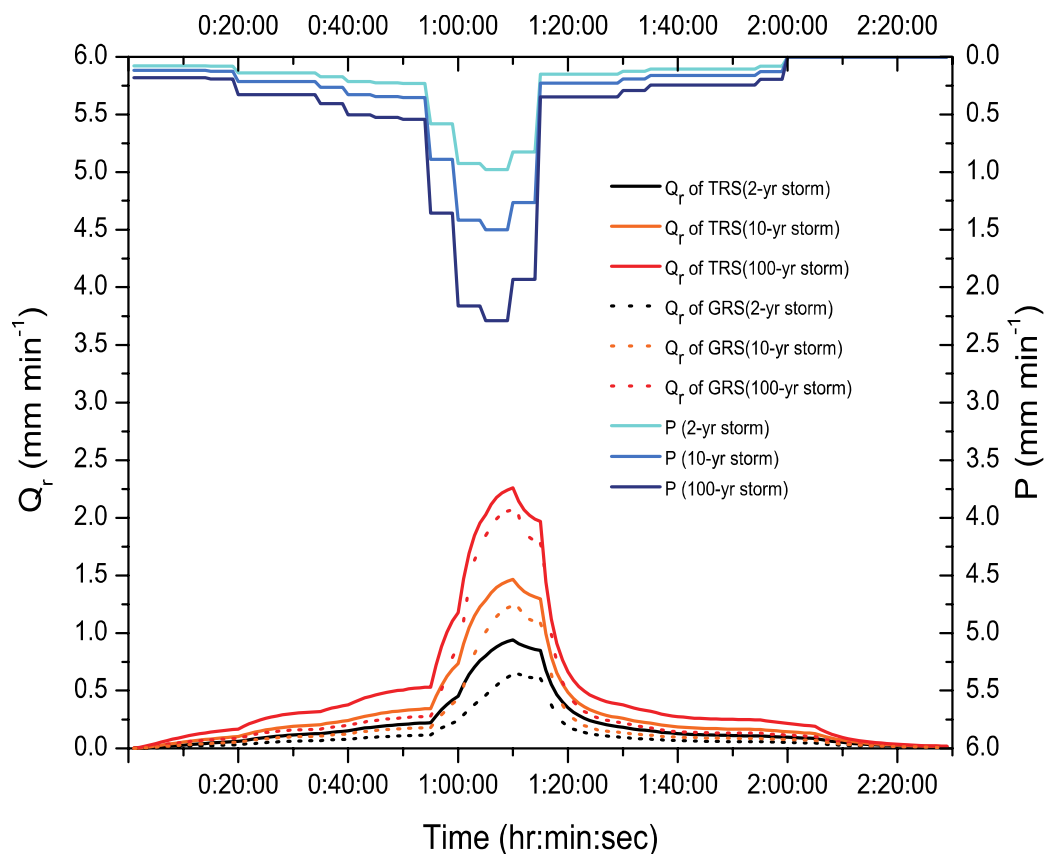 0:20:00 0:40:00 1:00:00 1:20:00 1:40:00 2:00:00 2:20:00
6.0 0.0
5.5 0.5
5.0 1.0
4.5 1.5
4.0 2.0
3.5 2.5
3.0 3.0
2.5 3.5
2.0 4.0
1.5 4.5
1.0 5.0
0.5 5.5
0.0 6.0
Qr (mm min⁻¹)
P (mm min⁻¹)
Qr of TRS(2-yr storm)
Qr of TRS(10-yr storm)
Qr of TRS(100-yr storm)
Qr of GRS(2-yr storm)
Qr of GRS(10-yr storm)
Qr of GRS(100-yr storm)
P (2-yr storm)
P (10-yr storm)
P (100-yr storm)
0:20:00 0:40:00 1:00:00 1:20:00 1:40:00 2:00:00 2:20:00
Time (hr:min:sec)